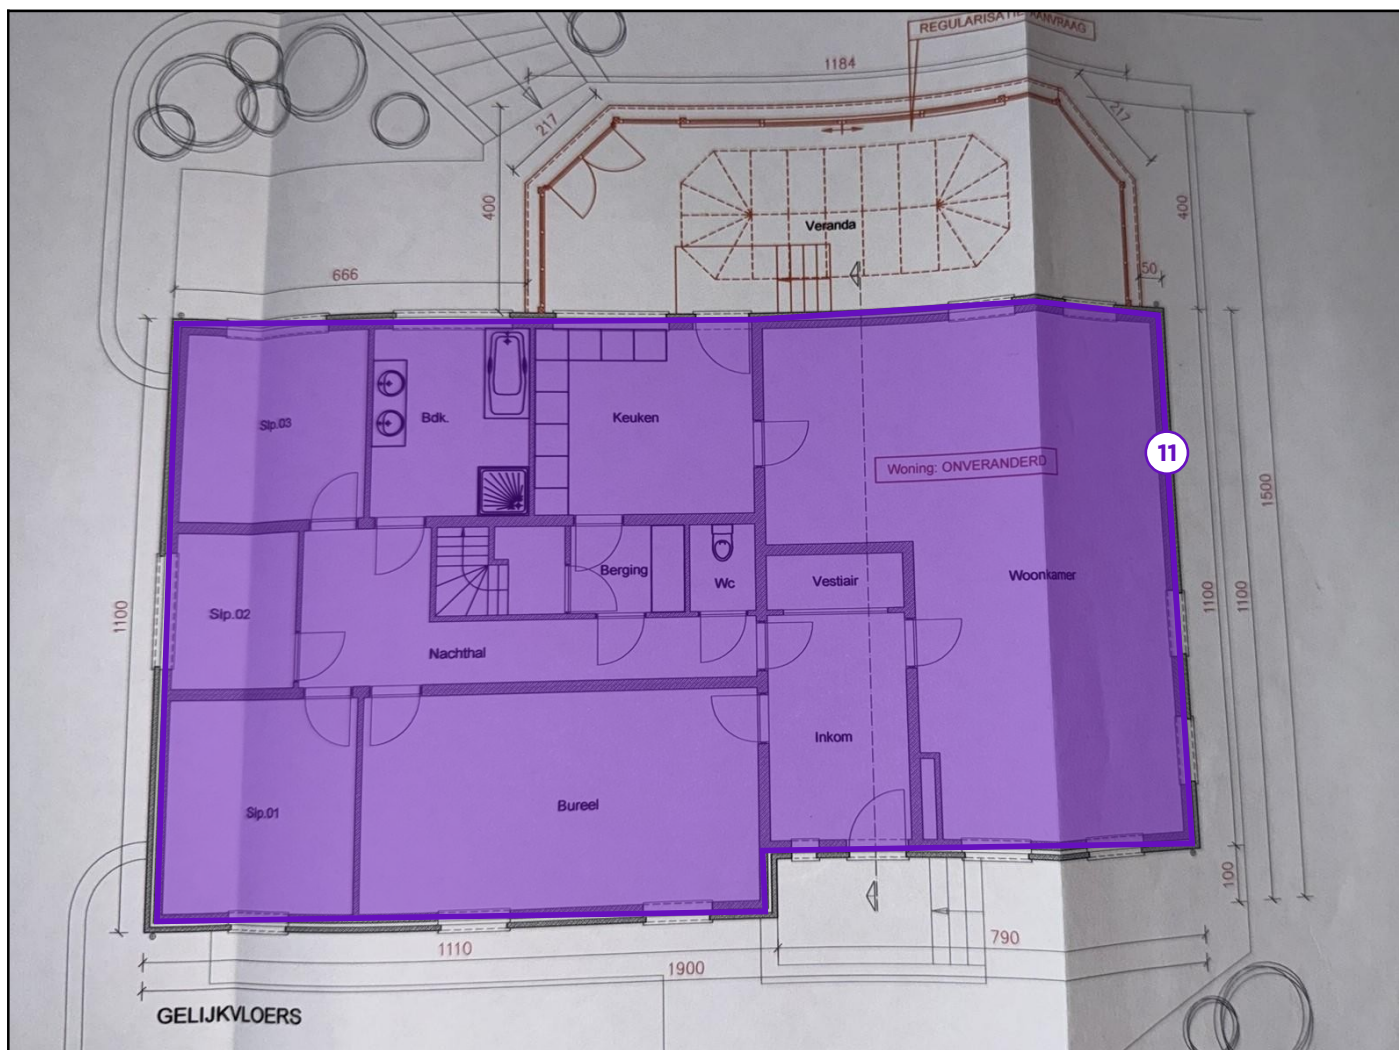 REGULARISATIE AANVRAAG
1184
217
217
400
400
Veranda
666
50
Slp.03
Bdk.
Keuken
Woning: ONVERANDERD
11
1500
Berging
Wc
Vestiair
Woonkamer
1100
Slp.02
1100
1100
Nachthal
Inkom
Slp.01
Bureel
100
1110
790
1900
GELIJKVLOERS